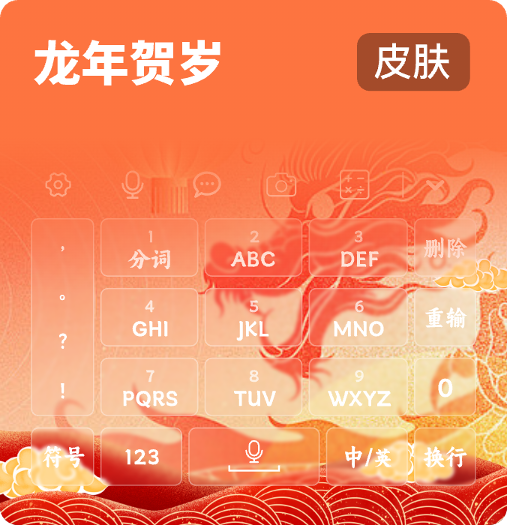 龙年贺岁 皮肤
, 1 2 3 删除
分词 ABC DEF
。 4 5 6 重输
GHI JKL MNO
? 7 8 9 0
! PQRS TUV WXYZ
符号 123 中/英 换行